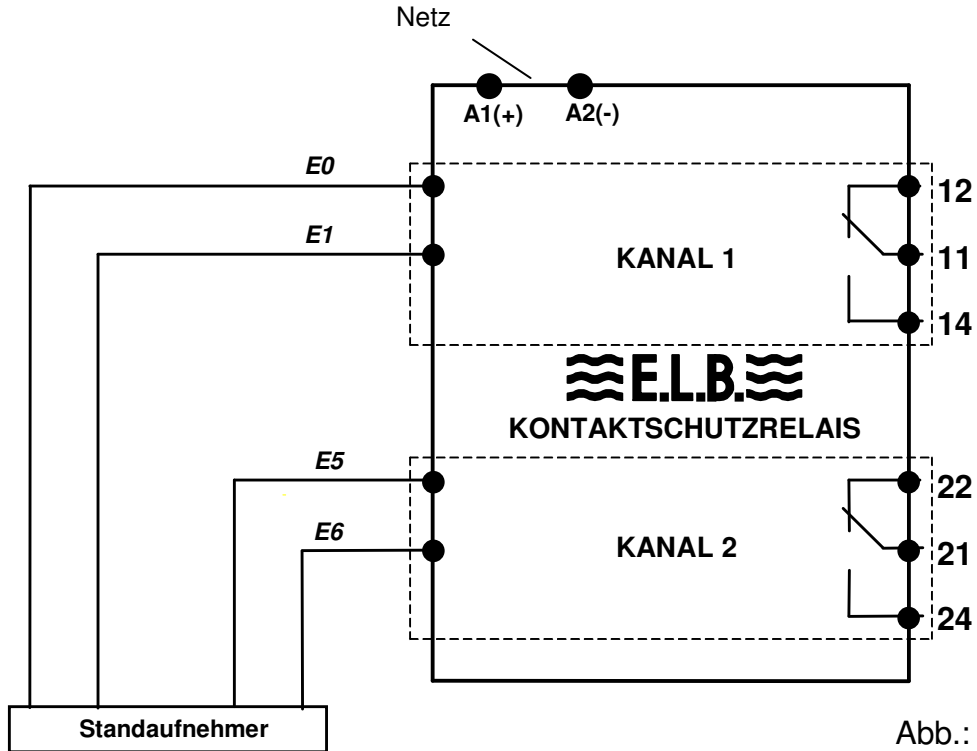 Netz
A1(+) A2(-)
E0
12
E1
KANAL 1
11
14
E.L.B.
KONTAKTSCHUTZRELAIS
E5
22
E6
KANAL 2
21
24
Standaufnehmer
Abb.: